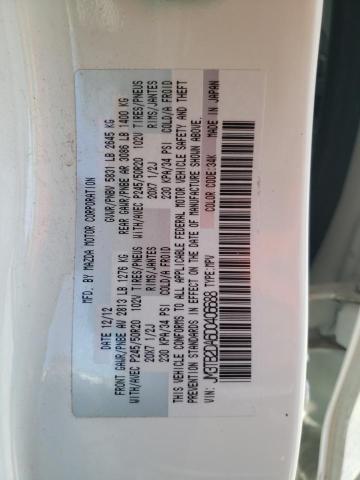 MFD. BY MAZDA MOTOR CORPORATION
DATE 12/12 GVWR/PNBV 5831 LB 2645 KG
FRONT GAWR/PNBE AV 2813 LB 1276 KG REAR GAWR/PNBE AR 3086 LB 1400 KG
WITH/AVEC P245/50R20 102V TIRES/PNEUS WITH/AVEC P245/50R20 102V TIRES/PNEUS
20X7 1/2J RIMS/JANTES 20X7 1/2J RIMS/JANTES
230 KPA/34 PSI COLD/A FROID 230 KPA/34 PSI COLD/A FROID
THIS VEHICLE CONFORMS TO ALL APPLICABLE FEDERAL MOTOR VEHICLE SAFETY AND THEFT
PREVENTION STANDARDS IN EFFECT ON THE DATE OF MANUFACTURE SHOWN ABOVE.
COLOR CODE:34K MADE IN JAPAN
VIN: TYPE:MPV